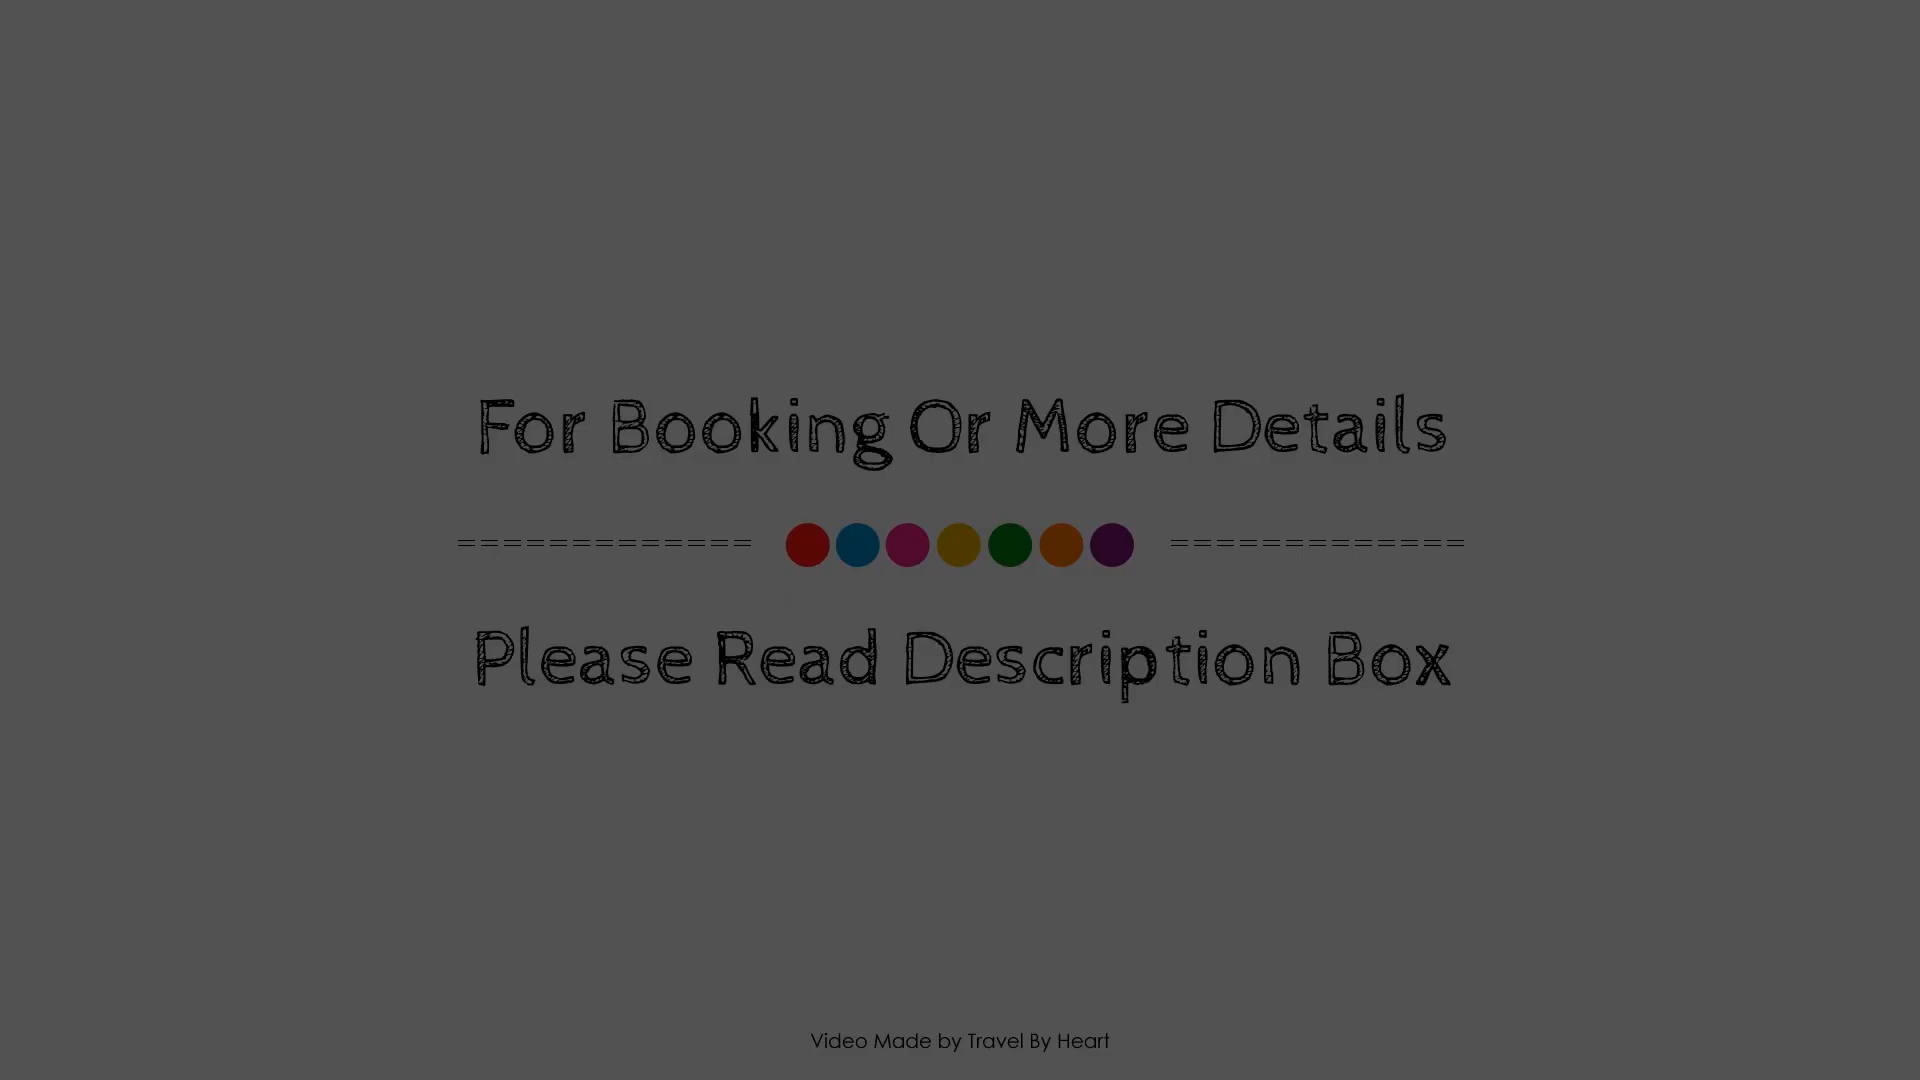 For Booking Or More Details
============= =============
Please Read Description Box
Video Made by Travel By Heart